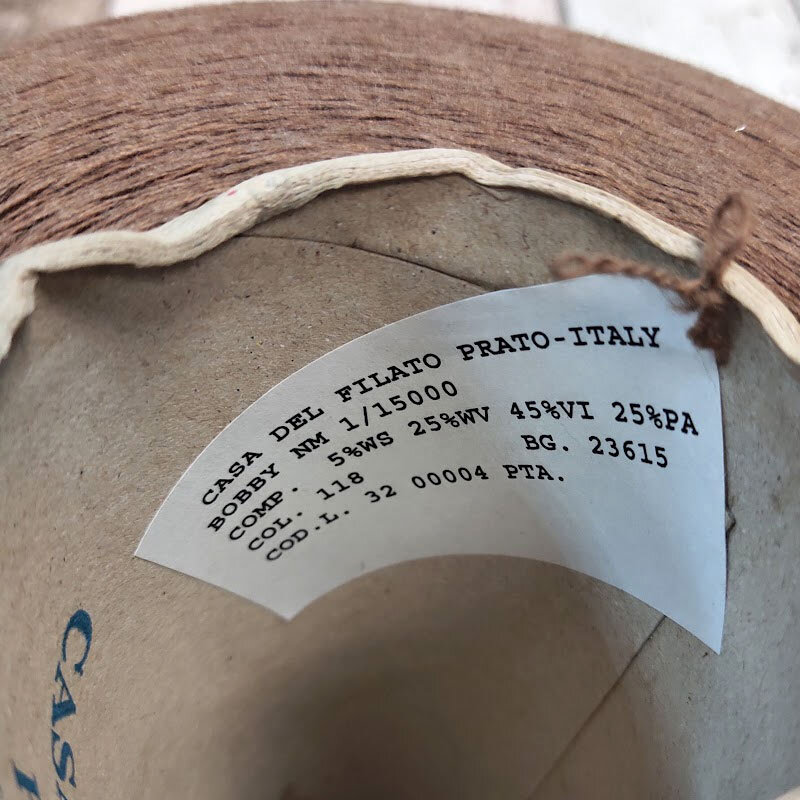 CASA DEL FILATO PRATO-ITALY
BOBBY NM 1/15000
COMP. 5%WS 25%WV 45%VI 25%PA
COL. 118 BG. 23615
COD.L. 32 00004 PTA.
CASA